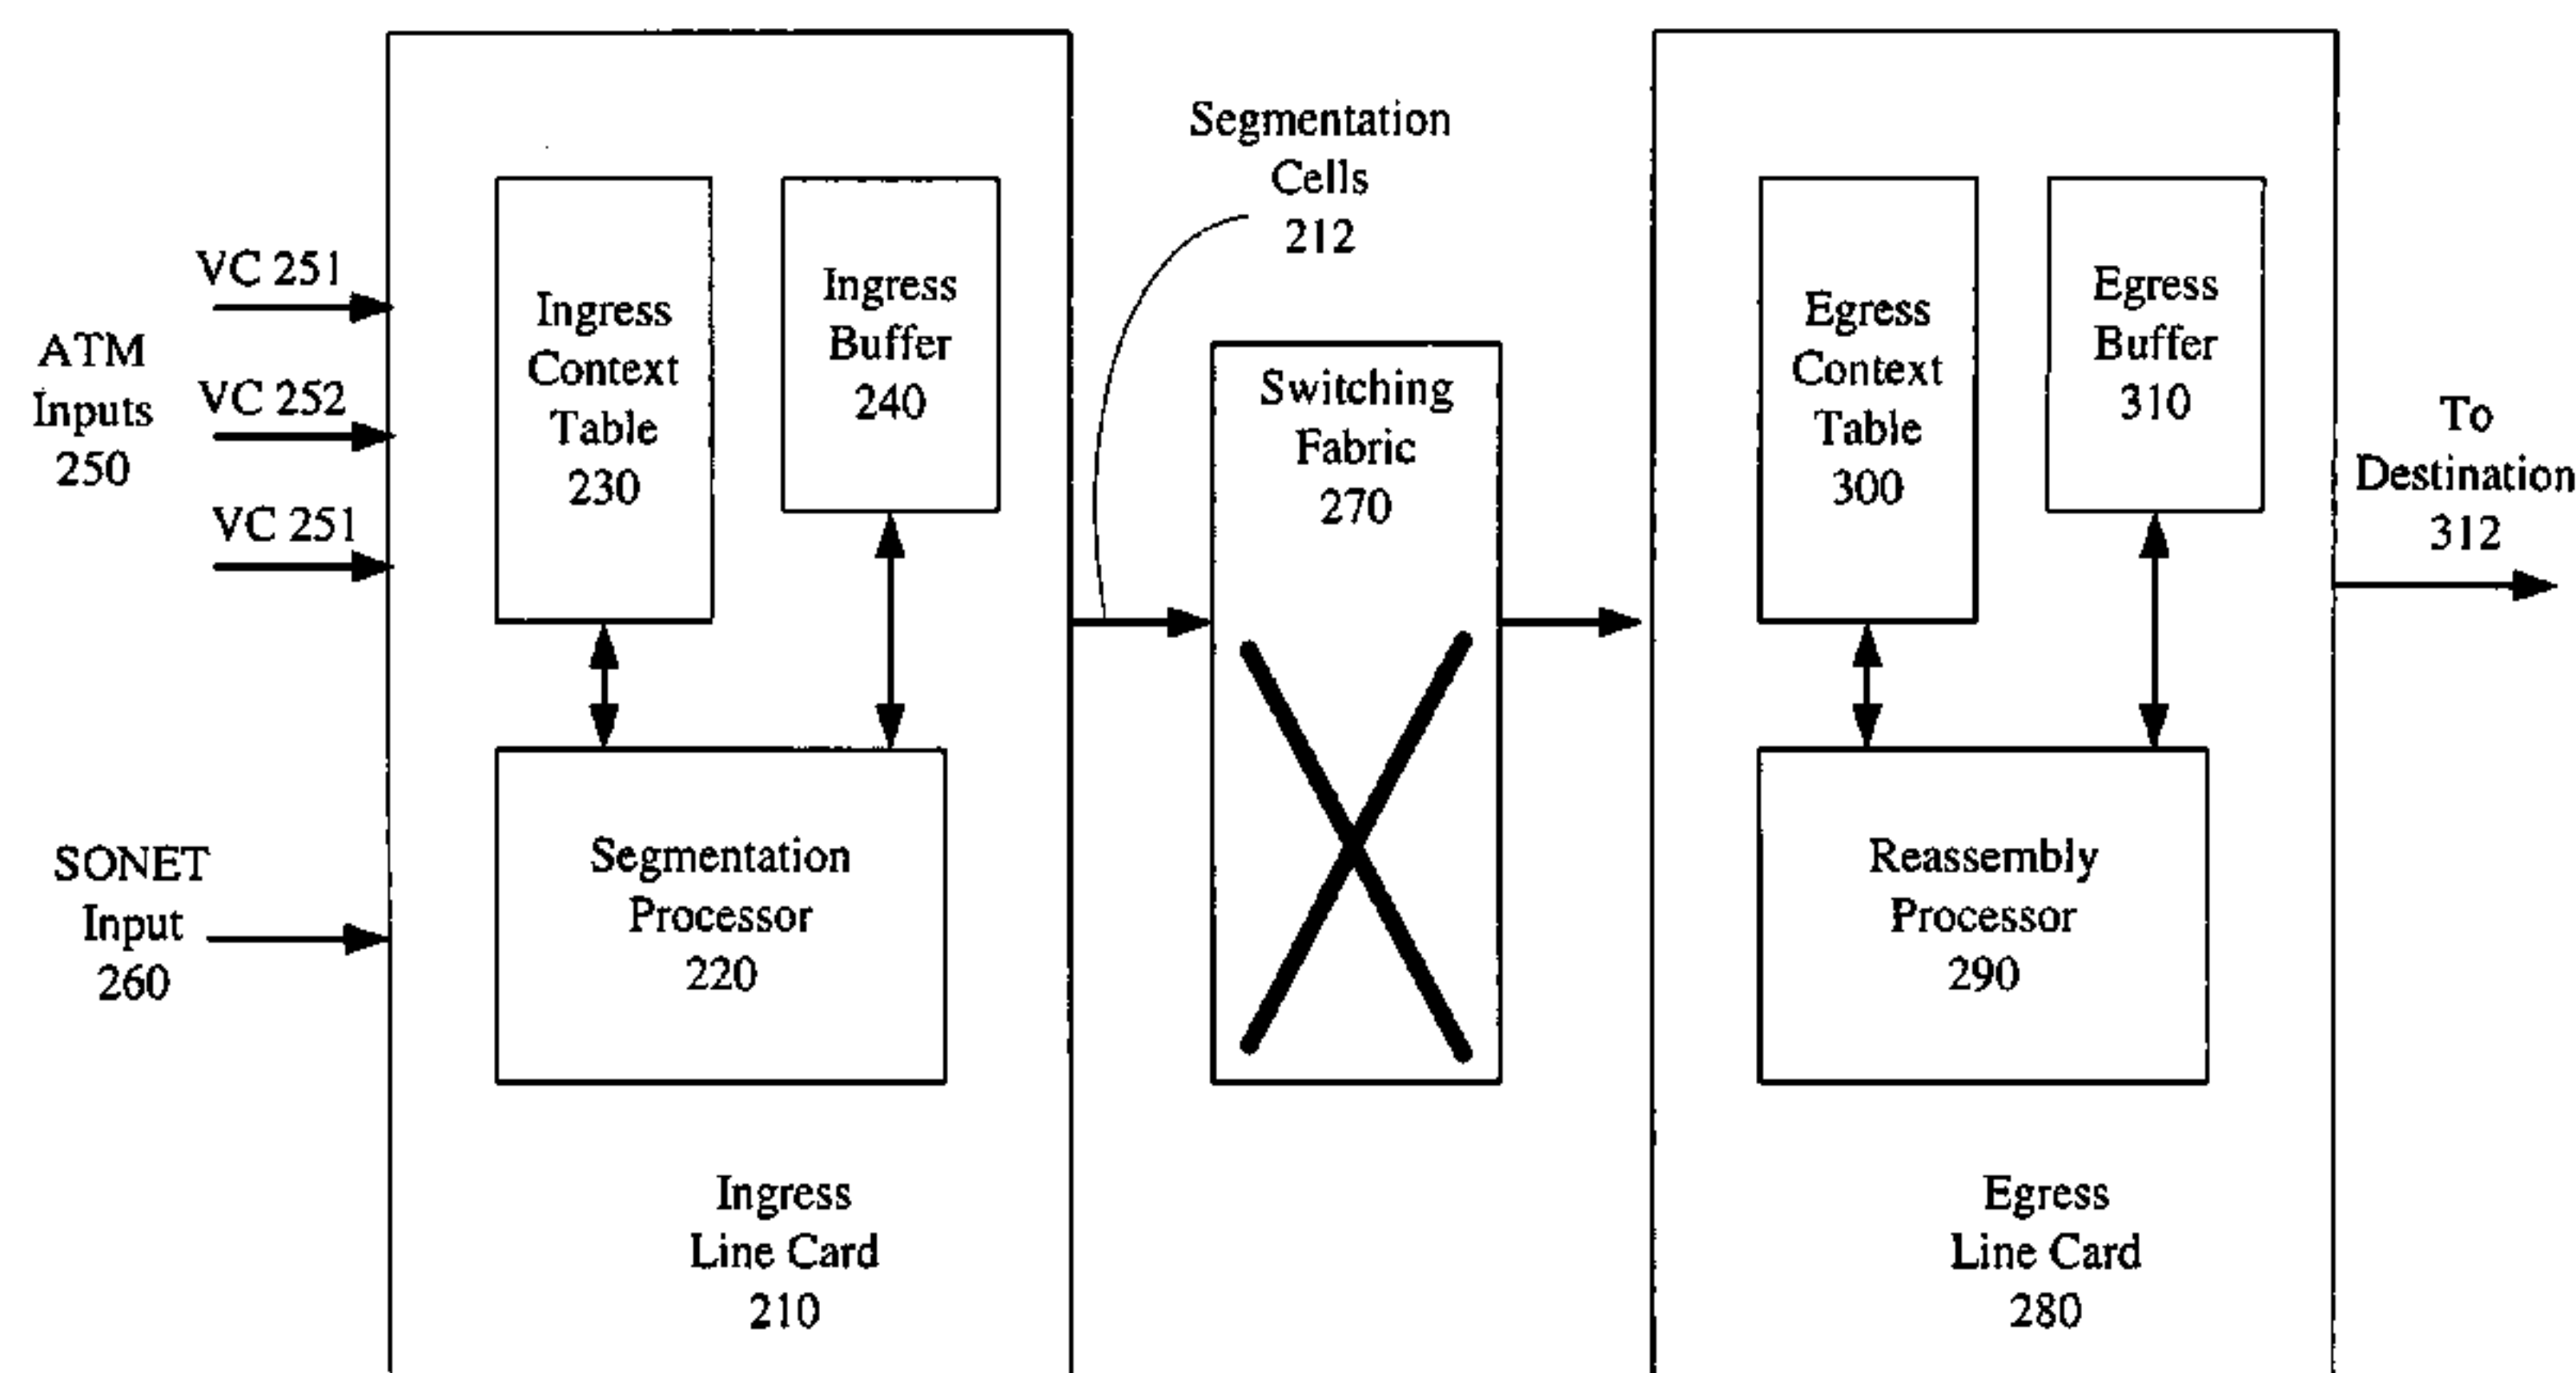 ATM
Inputs
250
VC 251
VC 252
VC 251
SONET
Input
260
Ingress
Context
Table
230
Ingress
Buffer
240
Segmentation
Processor
220
Ingress
Line Card
210
Segmentation
Cells
212
Switching
Fabric
270
Egress
Context
Table
300
Egress
Buffer
310
Reassembly
Processor
290
Egress
Line Card
280
To
Destination
312